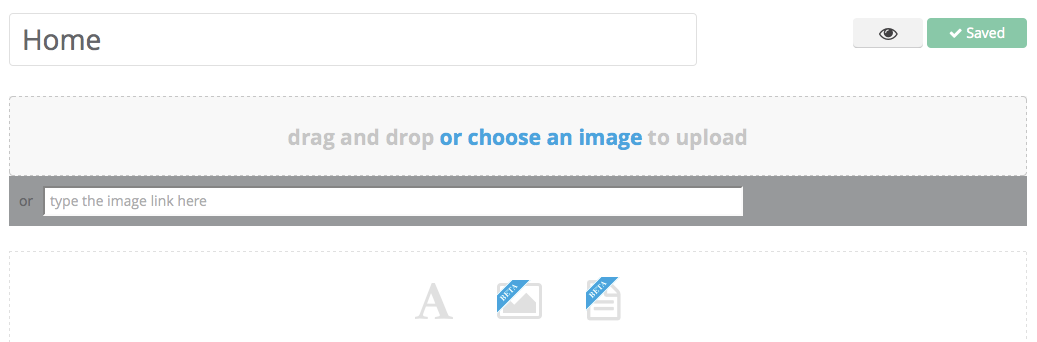 Home
Saved
drag and drop or choose an image to upload
or type the image link here
A
BETA BETA